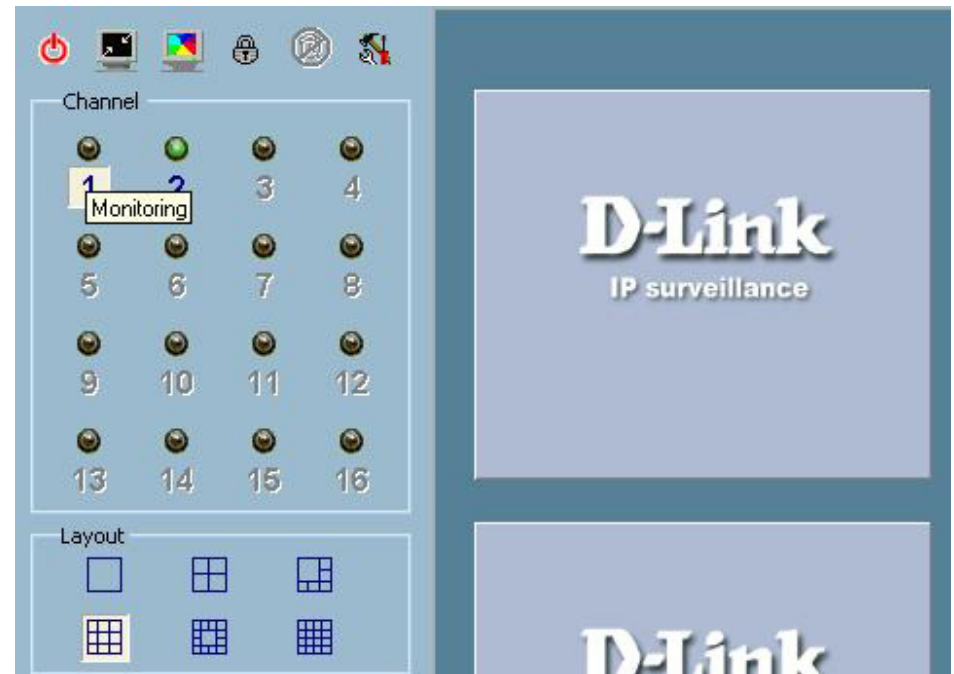 Channel
1 2 3 4
Monitoring
5 6 7 8
9 10 11 12
13 14 15 16
Layout
D-Link
IP surveillance
D-Link